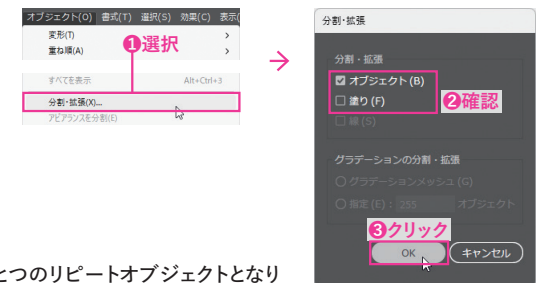 オブジェクト(O) 書式(T) 選択(S) 効果(C) 表示(
変形(T) >
重ね順(A) >
❶選択
すべてを表示 Alt+Ctrl+3
分割・拡張(X)...
アピアランスを分割(E)
→
分割・拡張
分割・拡張
オブジェクト(B)
塗り(F)
❷確認
線(S)
グラデーションの分割・拡張
グラデーションメッシュ(G)
指定(E): 255 オブジェクト
❸クリック
OK キャンセル
とつのリピートオブジェクトとなり